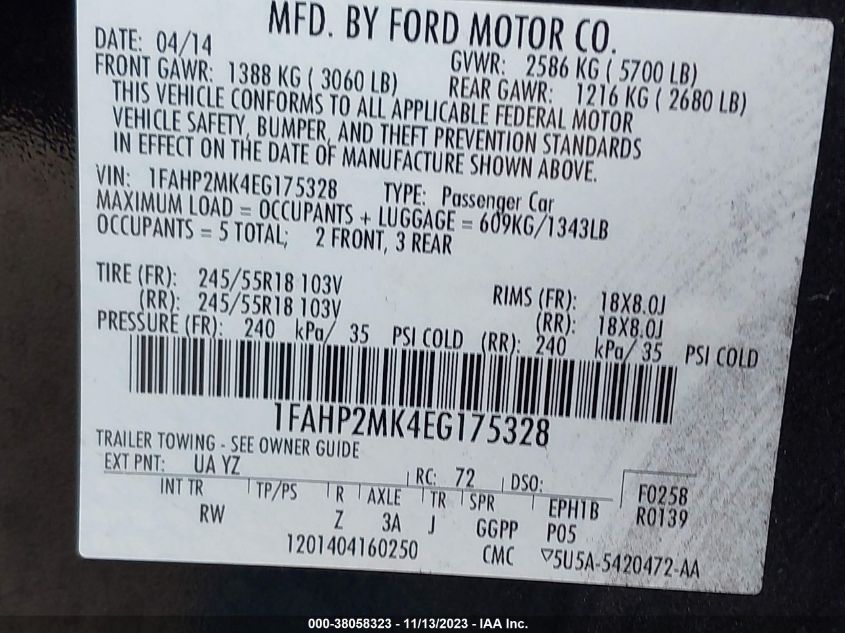 MFD. BY FORD MOTOR CO.
DATE: 04/14 GVWR: 2586 KG ( 5700 LB)
FRONT GAWR: 1388 KG ( 3060 LB) REAR GAWR: 1216 KG ( 2680 LB)
THIS VEHICLE CONFORMS TO ALL APPLICABLE FEDERAL MOTOR
VEHICLE SAFETY, BUMPER, AND THEFT PREVENTION STANDARDS
IN EFFECT ON THE DATE OF MANUFACTURE SHOWN ABOVE.
VIN: 1FAHP2MK4EG175328 TYPE: Passenger Car
MAXIMUM LOAD = OCCUPANTS + LUGGAGE = 609KG/1343LB
OCCUPANTS = 5 TOTAL; 2 FRONT, 3 REAR
TIRE (FR): 245/55R18 103V RIMS (FR): 18X8.0J
(RR): 245/55R18 103V (RR): 18X8.0J
PRESSURE (FR): 240 kPa/ 35 PSI COLD (RR): 240 kPa/ 35 PSI COLD
1FAHP2MK4EG175328
TRAILER TOWING - SEE OWNER GUIDE
EXT PNT: UA YZ RC: 72 DSO: F0258
INT TR TP/PS R AXLE TR SPR EPH1B R0139
RW Z 3A J GGPP P05
1201404160250 CMC ▽5U5A-5420472-AA
000-38058323 - 11/13/2023 - IAA Inc.